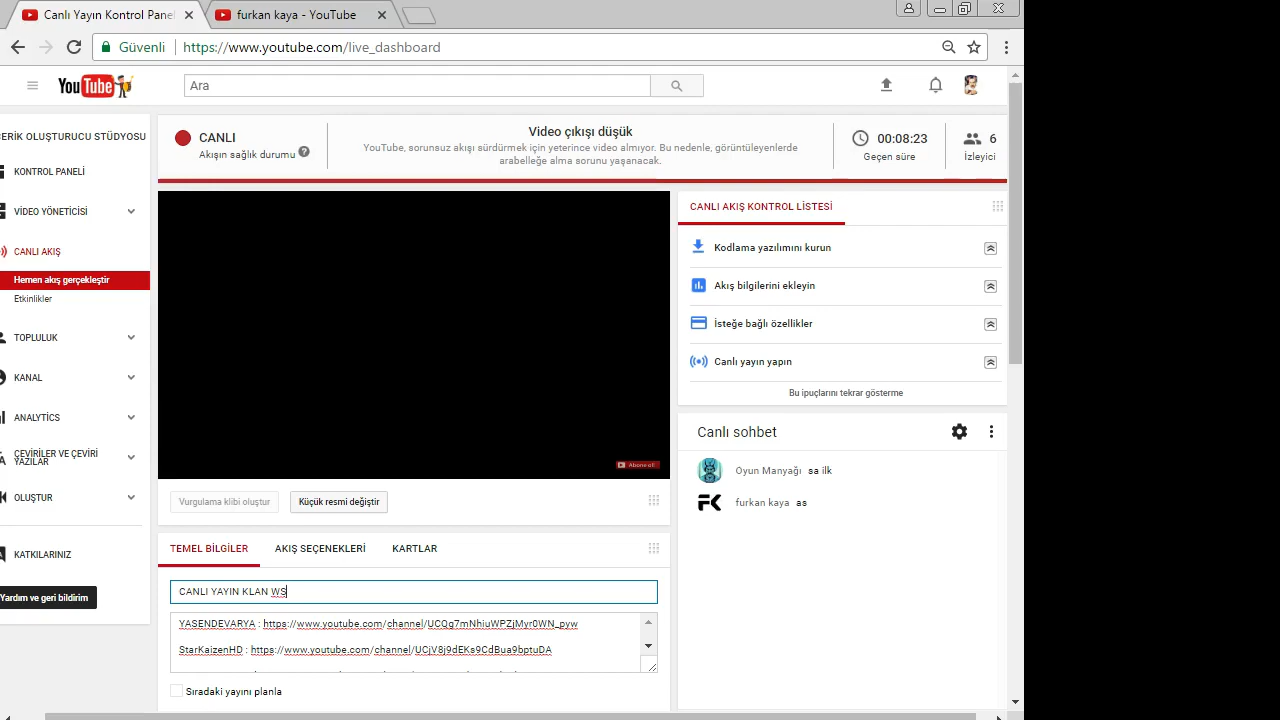 Canlı Yayın Kontrol Pane
furkan kaya - YouTube
Güvenli
https://www.youtube.com/live_dashboard
YouTube
Ara
ERİK OLUŞTURUCU STÜDYOSU
KONTROL PANELİ
VİDEO YÖNETİCİSİ
CANLI AKIŞ
Hemen akış gerçekleştir
Etkinlikler
TOPLULUK
KANAL
ANALYTİCS
ÇEVİRİLER VE ÇEVİRİ
YAZILAR
OLUŞTUR
KATKILARINIZ
Yardım ve geri bildirim
CANLI
Akışın sağlık durumu
Video çıkışı düşük
YouTube, sorunsuz akışı sürdürmek için yeterince video almıyor. Bu nedenle, görüntüleyenlerde
arabelleğe alma sorunu yaşanacak.
00:08:23
Geçen süre
6
İzleyici
Abone ol!
Vurgulama klibi oluştur
Küçük resmi değiştir
TEMEL BİLGİLER
AKIŞ SEÇENEKLERİ
KARTLAR
CANLI YAYIN KLAN WS
YASENDEVARYA : https://www.youtube.com/channel/UCQg7mNhiuWPZjMyr0WN_pyw
StarKaizenHD : https://www.youtube.com/channel/UCjV8j9dEKs9CdBua9bptuDA
Sıradaki yayını planla
CANLI AKIŞ KONTROL LİSTESİ
Kodlama yazılımını kurun
Akış bilgilerini ekleyin
İsteğe bağlı özellikler
Canlı yayın yapın
Bu ipuçlarını tekrar gösterme
Canlı sohbet
Oyun Manyağı sa ilk
FK furkan kaya as